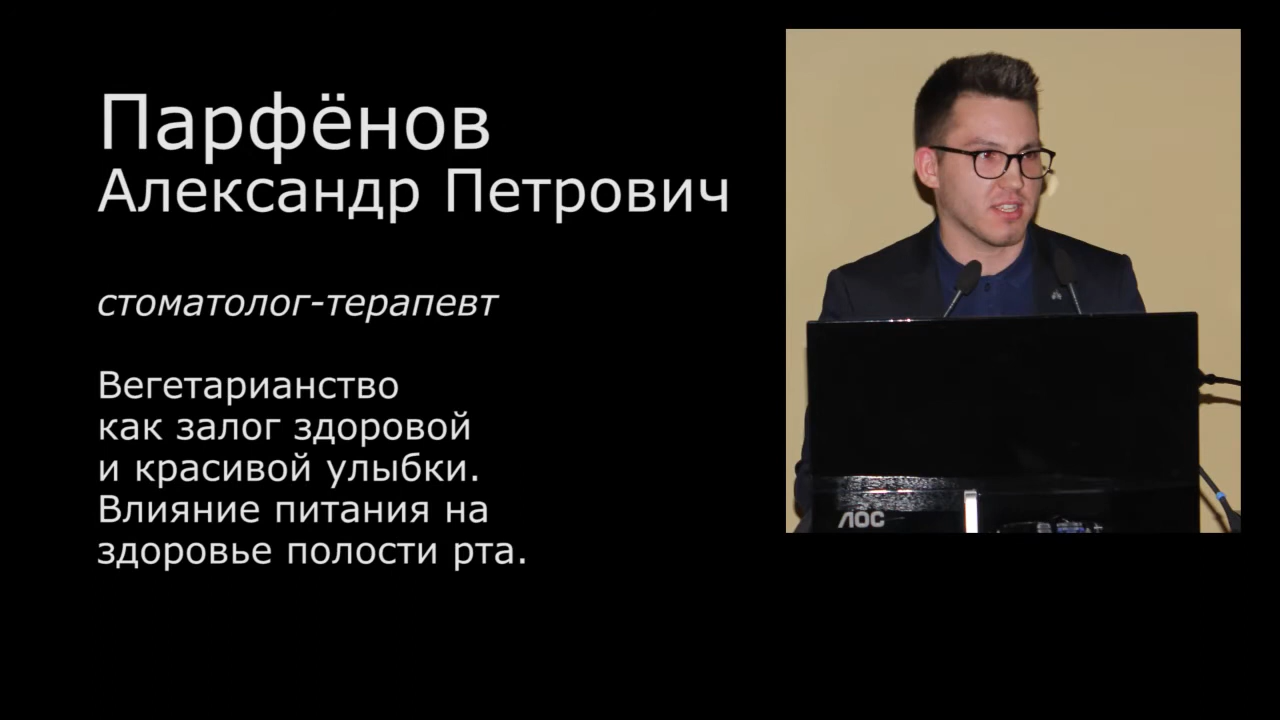 Парфёнов
Александр Петрович
стоматолог-терапевт
Вегетарианство
как залог здоровой
и красивой улыбки.
Влияние питания на
здоровье полости рта.
AOC